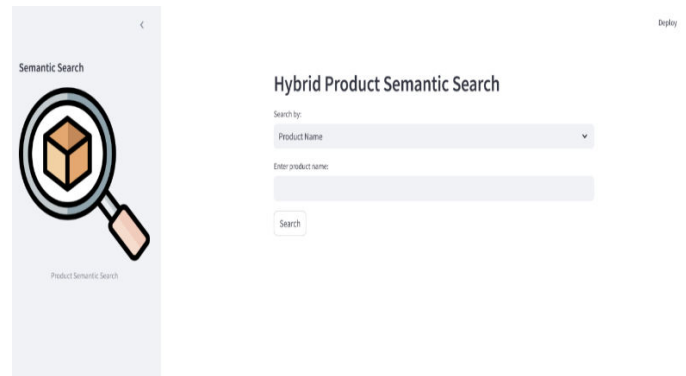 Deploy
Semantic Search
Product Semantic Search
Hybrid Product Semantic Search
Search by:
Product Name
Enter product name:
Search